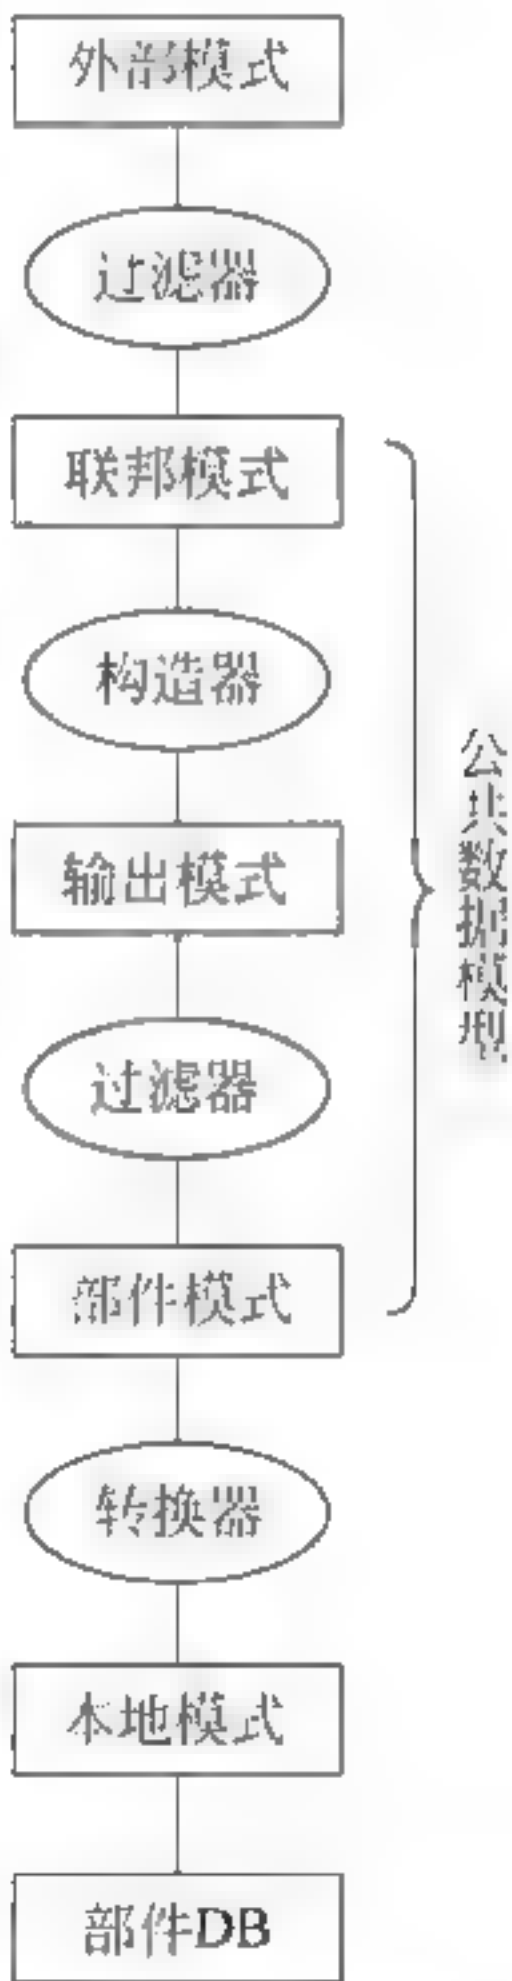 外部模式
过滤器
联邦模式
构造器
输出模式
过滤器
部件模式
转换器
本地模式
部件DB
公共数据模型